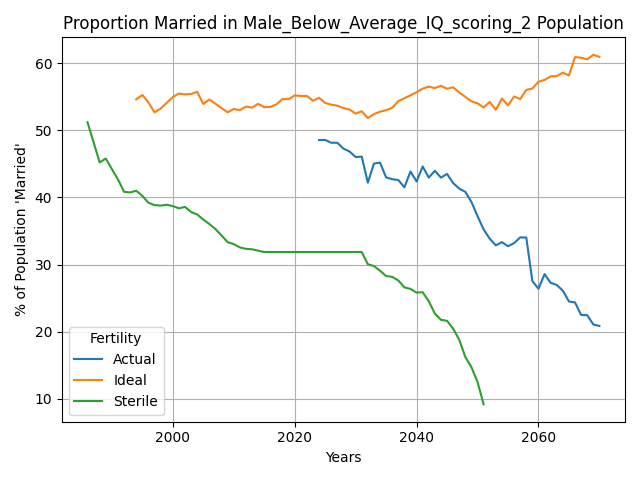 Proportion Married in Male_Below_Average_IQ_scoring_2 Population
% of Population 'Married'
60
50
40
30
20
10
Fertility
Actual
Ideal
Sterile
2000
2020
2040
2060
Years